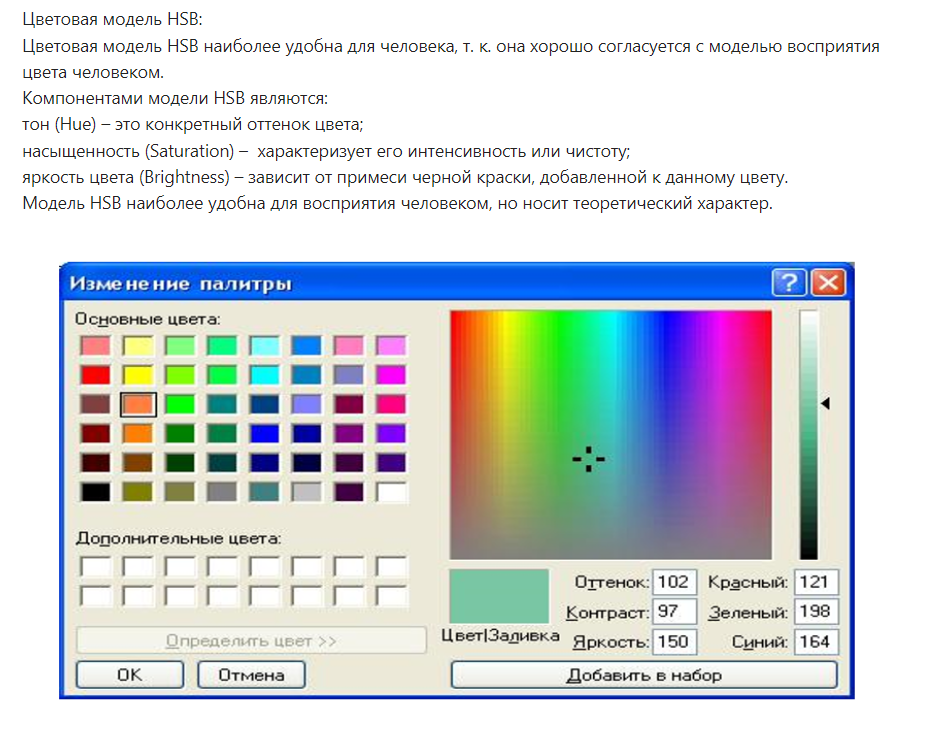 Цветовая модель HSB:
Цветовая модель HSB наиболее удобна для человека, т. к. она хорошо согласуется с моделью восприятия
цвета человеком.
Компонентами модели HSB являются:
тон (Hue) – это конкретный оттенок цвета;
насыщенность (Saturation) –  характеризует его интенсивность или чистоту;
яркость цвета (Brightness) – зависит от примеси черной краски, добавленной к данному цвету.
Модель HSB наиболее удобна для восприятия человеком, но носит теоретический характер.
Изменение палитры
Основные цвета:
Дополнительные цвета:
Определить цвет >>
OK Отмена
Цвет|Заливка
Оттенок: 102 Красный: 121
Контраст: 97 Зеленый: 198
Яркость: 150 Синий: 164
Добавить в набор